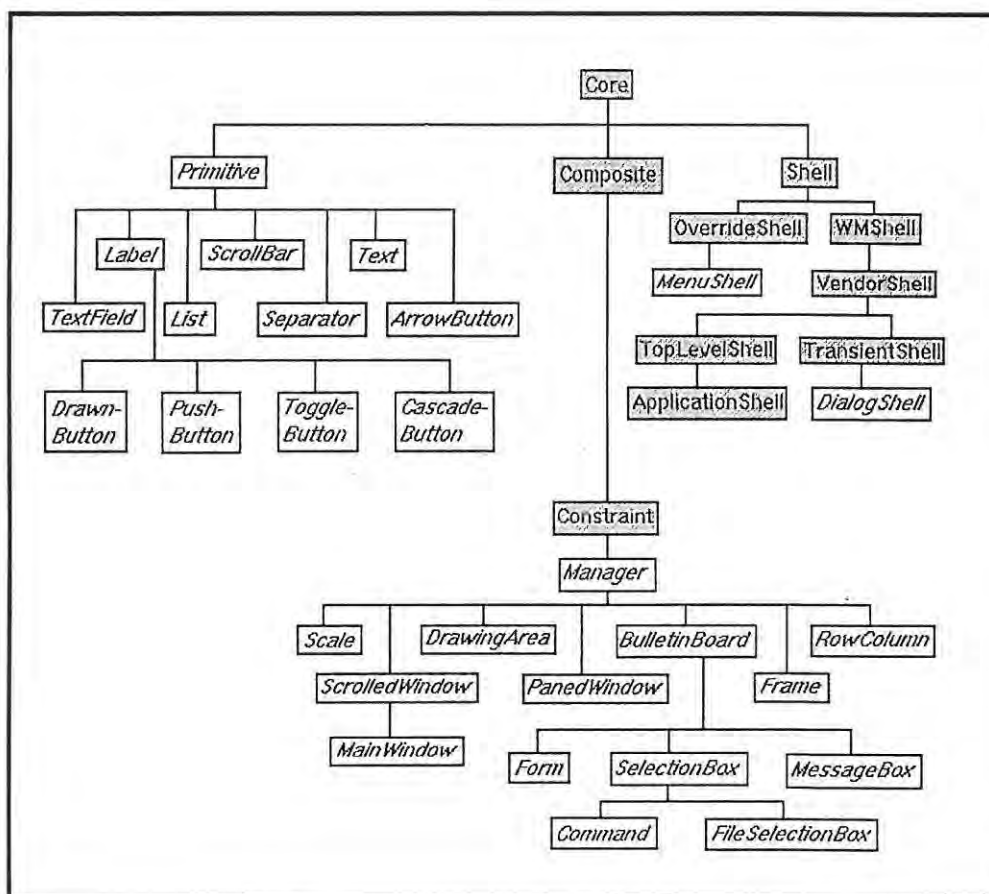 Core
Primitive
Composite
Shell
OverrideShell
WMShell
Label
ScrollBar
Text
MenuShell
VendorShell
TextField
List
Separator
ArrowButton
TopLevelShell
TransientShell
Drawn-
Button
Push-
Button
Toggle-
Button
Cascade-
Button
ApplicationShell
DialogShell
Constraint
Manager
Scale
DrawingArea
BulletinBoard
RowColumn
ScrolledWindow
PanedWindow
Frame
MainWindow
Form
SelectionBox
MessageBox
Command
FileSelectionBox